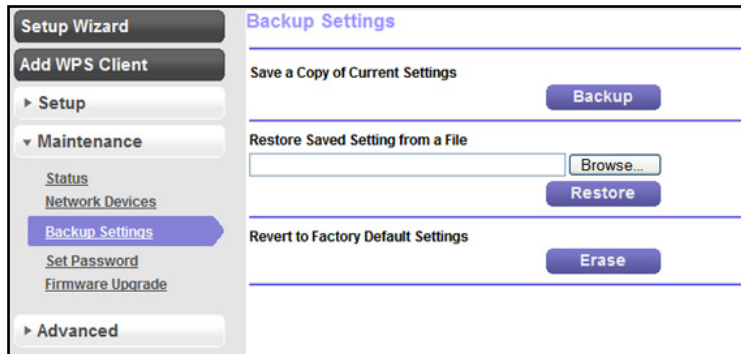 Setup Wizard
Add WPS Client
Setup
Maintenance
Status
Network Devices
Backup Settings
Set Password
Firmware Upgrade
Advanced
Backup Settings
Save a Copy of Current Settings
Backup
Restore Saved Setting from a File
Browse...
Restore
Revert to Factory Default Settings
Erase